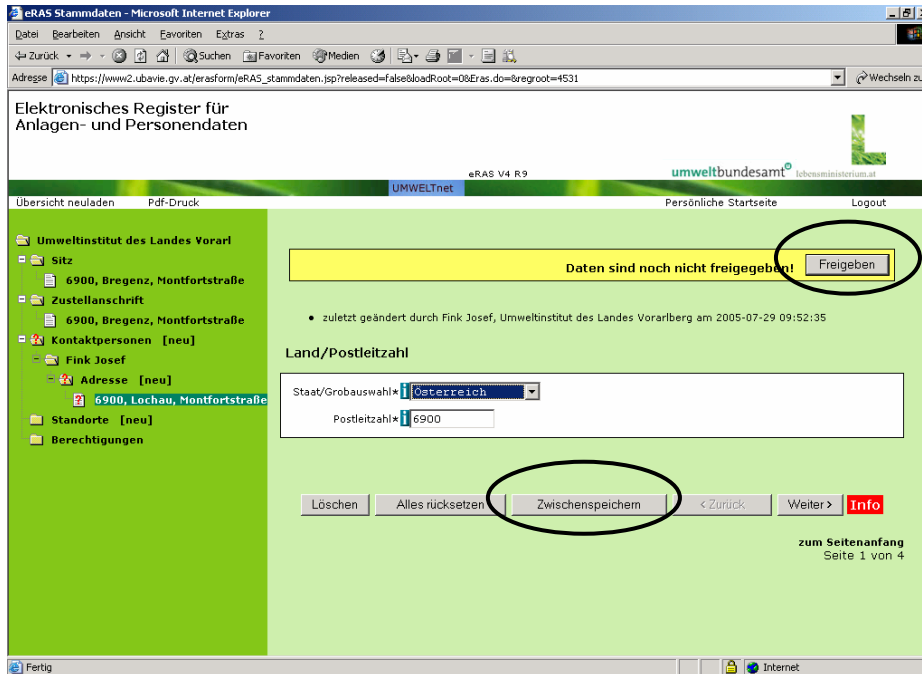 eRAS Stammdaten - Microsoft Internet Explorer
Datei Bearbeiten Ansicht Favoriten Extras ?
Zurück Suchen Favoriten Medien
Adresse https://www2.ubavie.gv.at/erasform/eRAS_stammdaten.jsp?released=false&loadRoot=0&Eras.do=&regroot=4531 Wechseln zu
Elektronisches Register für
Anlagen- und Personendaten
eRAS V4 R9
umweltbundesamt lebensministerium.at
UMWELTnet
Übersicht neuladen Pdf-Druck Persönliche Startseite Logout
Umweltinstitut des Landes Vorarl
Sitz
6900, Bregenz, Montfortstraße
Zustellanschrift
6900, Bregenz, Montfortstraße
Kontaktpersonen [neu]
Fink Josef
Adresse [neu]
6900, Lochau, Montfortstraße
Standorte [neu]
Berechtigungen
Daten sind noch nicht freigegeben! Freigeben
• zuletzt geändert durch Fink Josef, Umweltinstitut des Landes Vorarlberg am 2005-07-29 09:52:35
Land/Postleitzahl
Staat/Grobauswahl* i Österreich
Postleitzahl* i 6900
Löschen Alles rücksetzen Zwischenspeichern < Zurück Weiter > Info
zum Seitenanfang
Seite 1 von 4
Fertig Internet